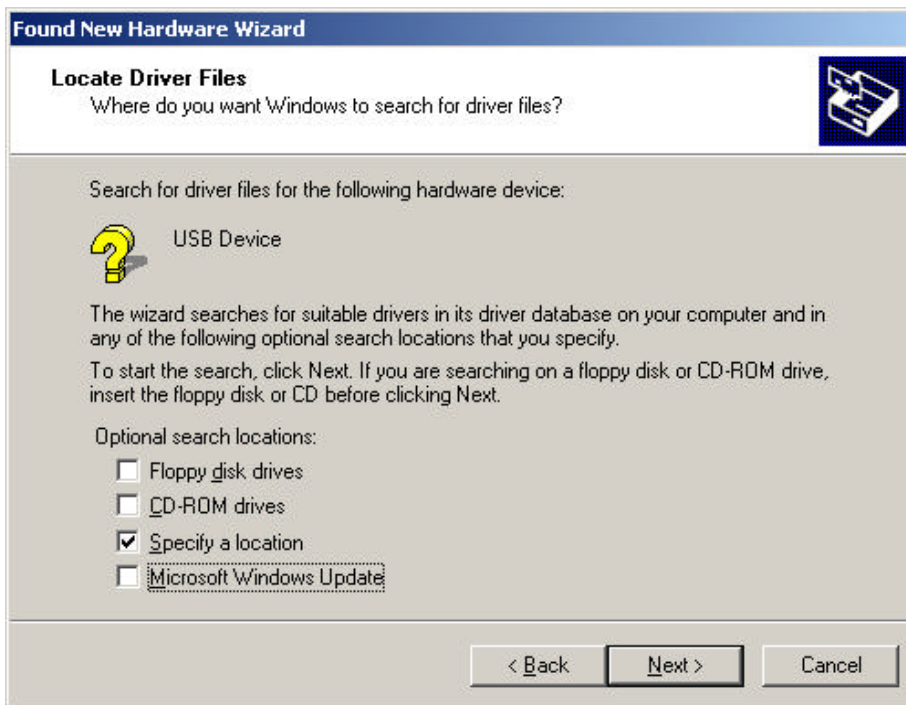 Found New Hardware Wizard
Locate Driver Files
Where do you want Windows to search for driver files?
Search for driver files for the following hardware device:
USB Device
The wizard searches for suitable drivers in its driver database on your computer and in
any of the following optional search locations that you specify.
To start the search, click Next. If you are searching on a floppy disk or CD-ROM drive,
insert the floppy disk or CD before clicking Next.
Optional search locations:
Floppy disk drives
CD-ROM drives
Specify a location
Microsoft Windows Update
< Back Next > Cancel